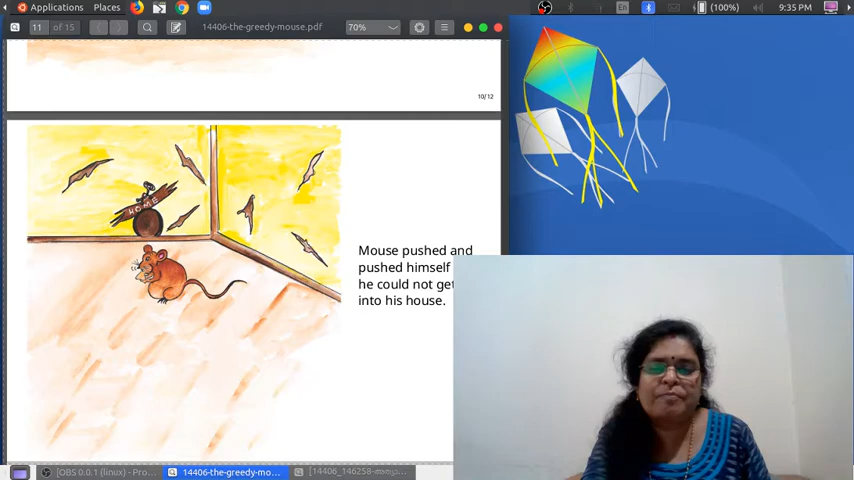 Applications Places En (100%) 9:35 PM
11 of 15 14406-the-greedy-mouse.pdf 70%
10/12
HOME
Mouse pushed and
pushed himself
he could not get
into his house.
[OBS 0.0.1 (linux) - Pro... 14406-the-greedy-mo... [14406_146258-